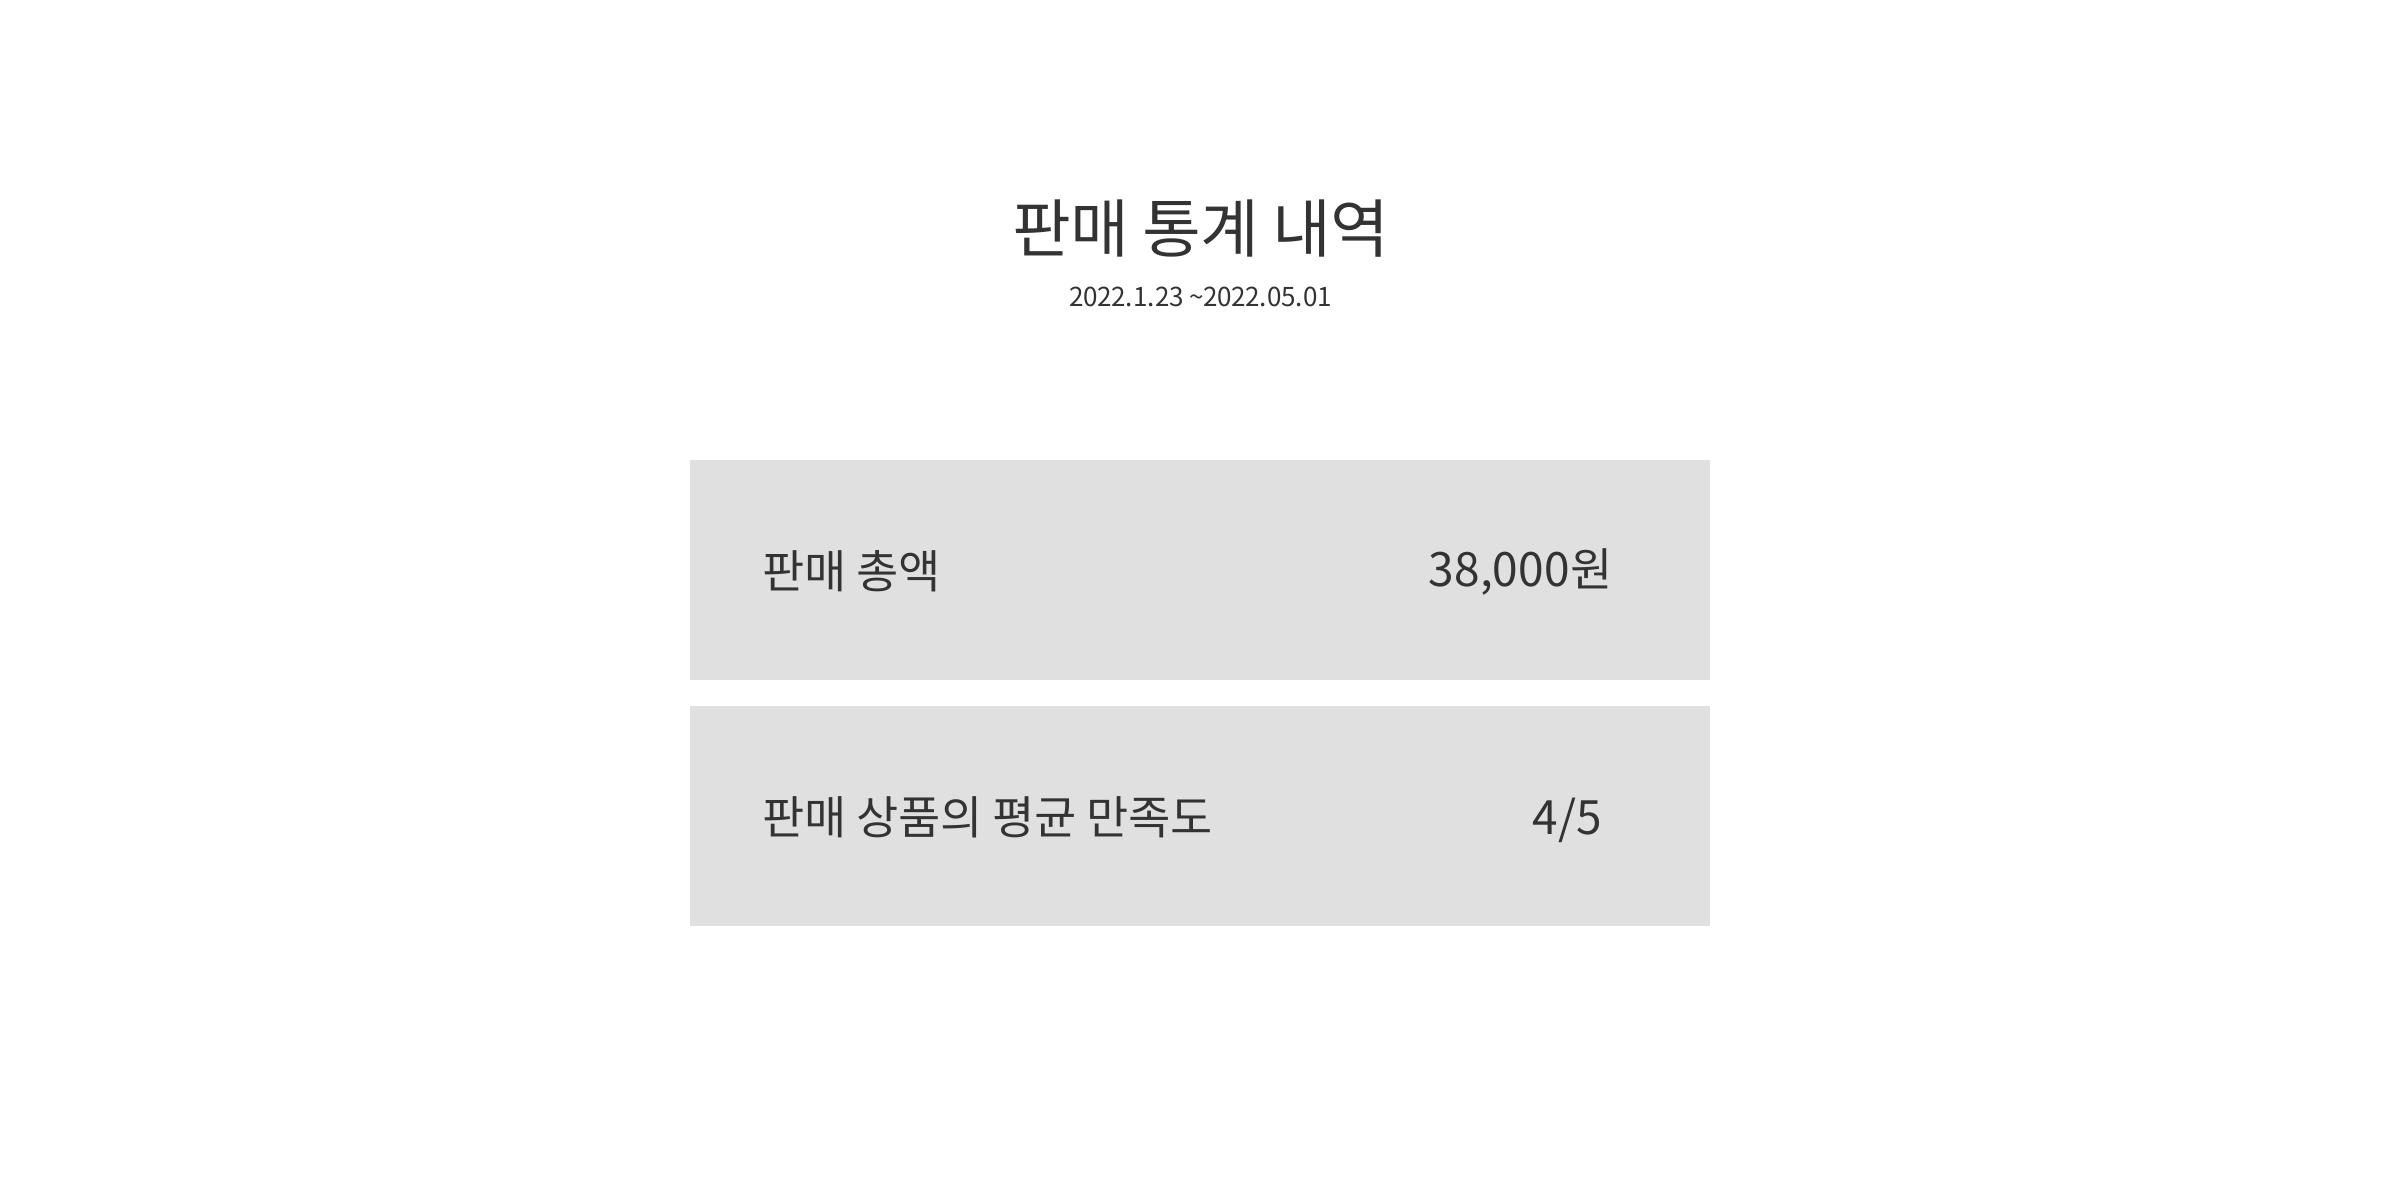 판매 통계 내역
2022.1.23 ~2022.05.01
판매 총액 38,000원
판매 상품의 평균 만족도 4/5